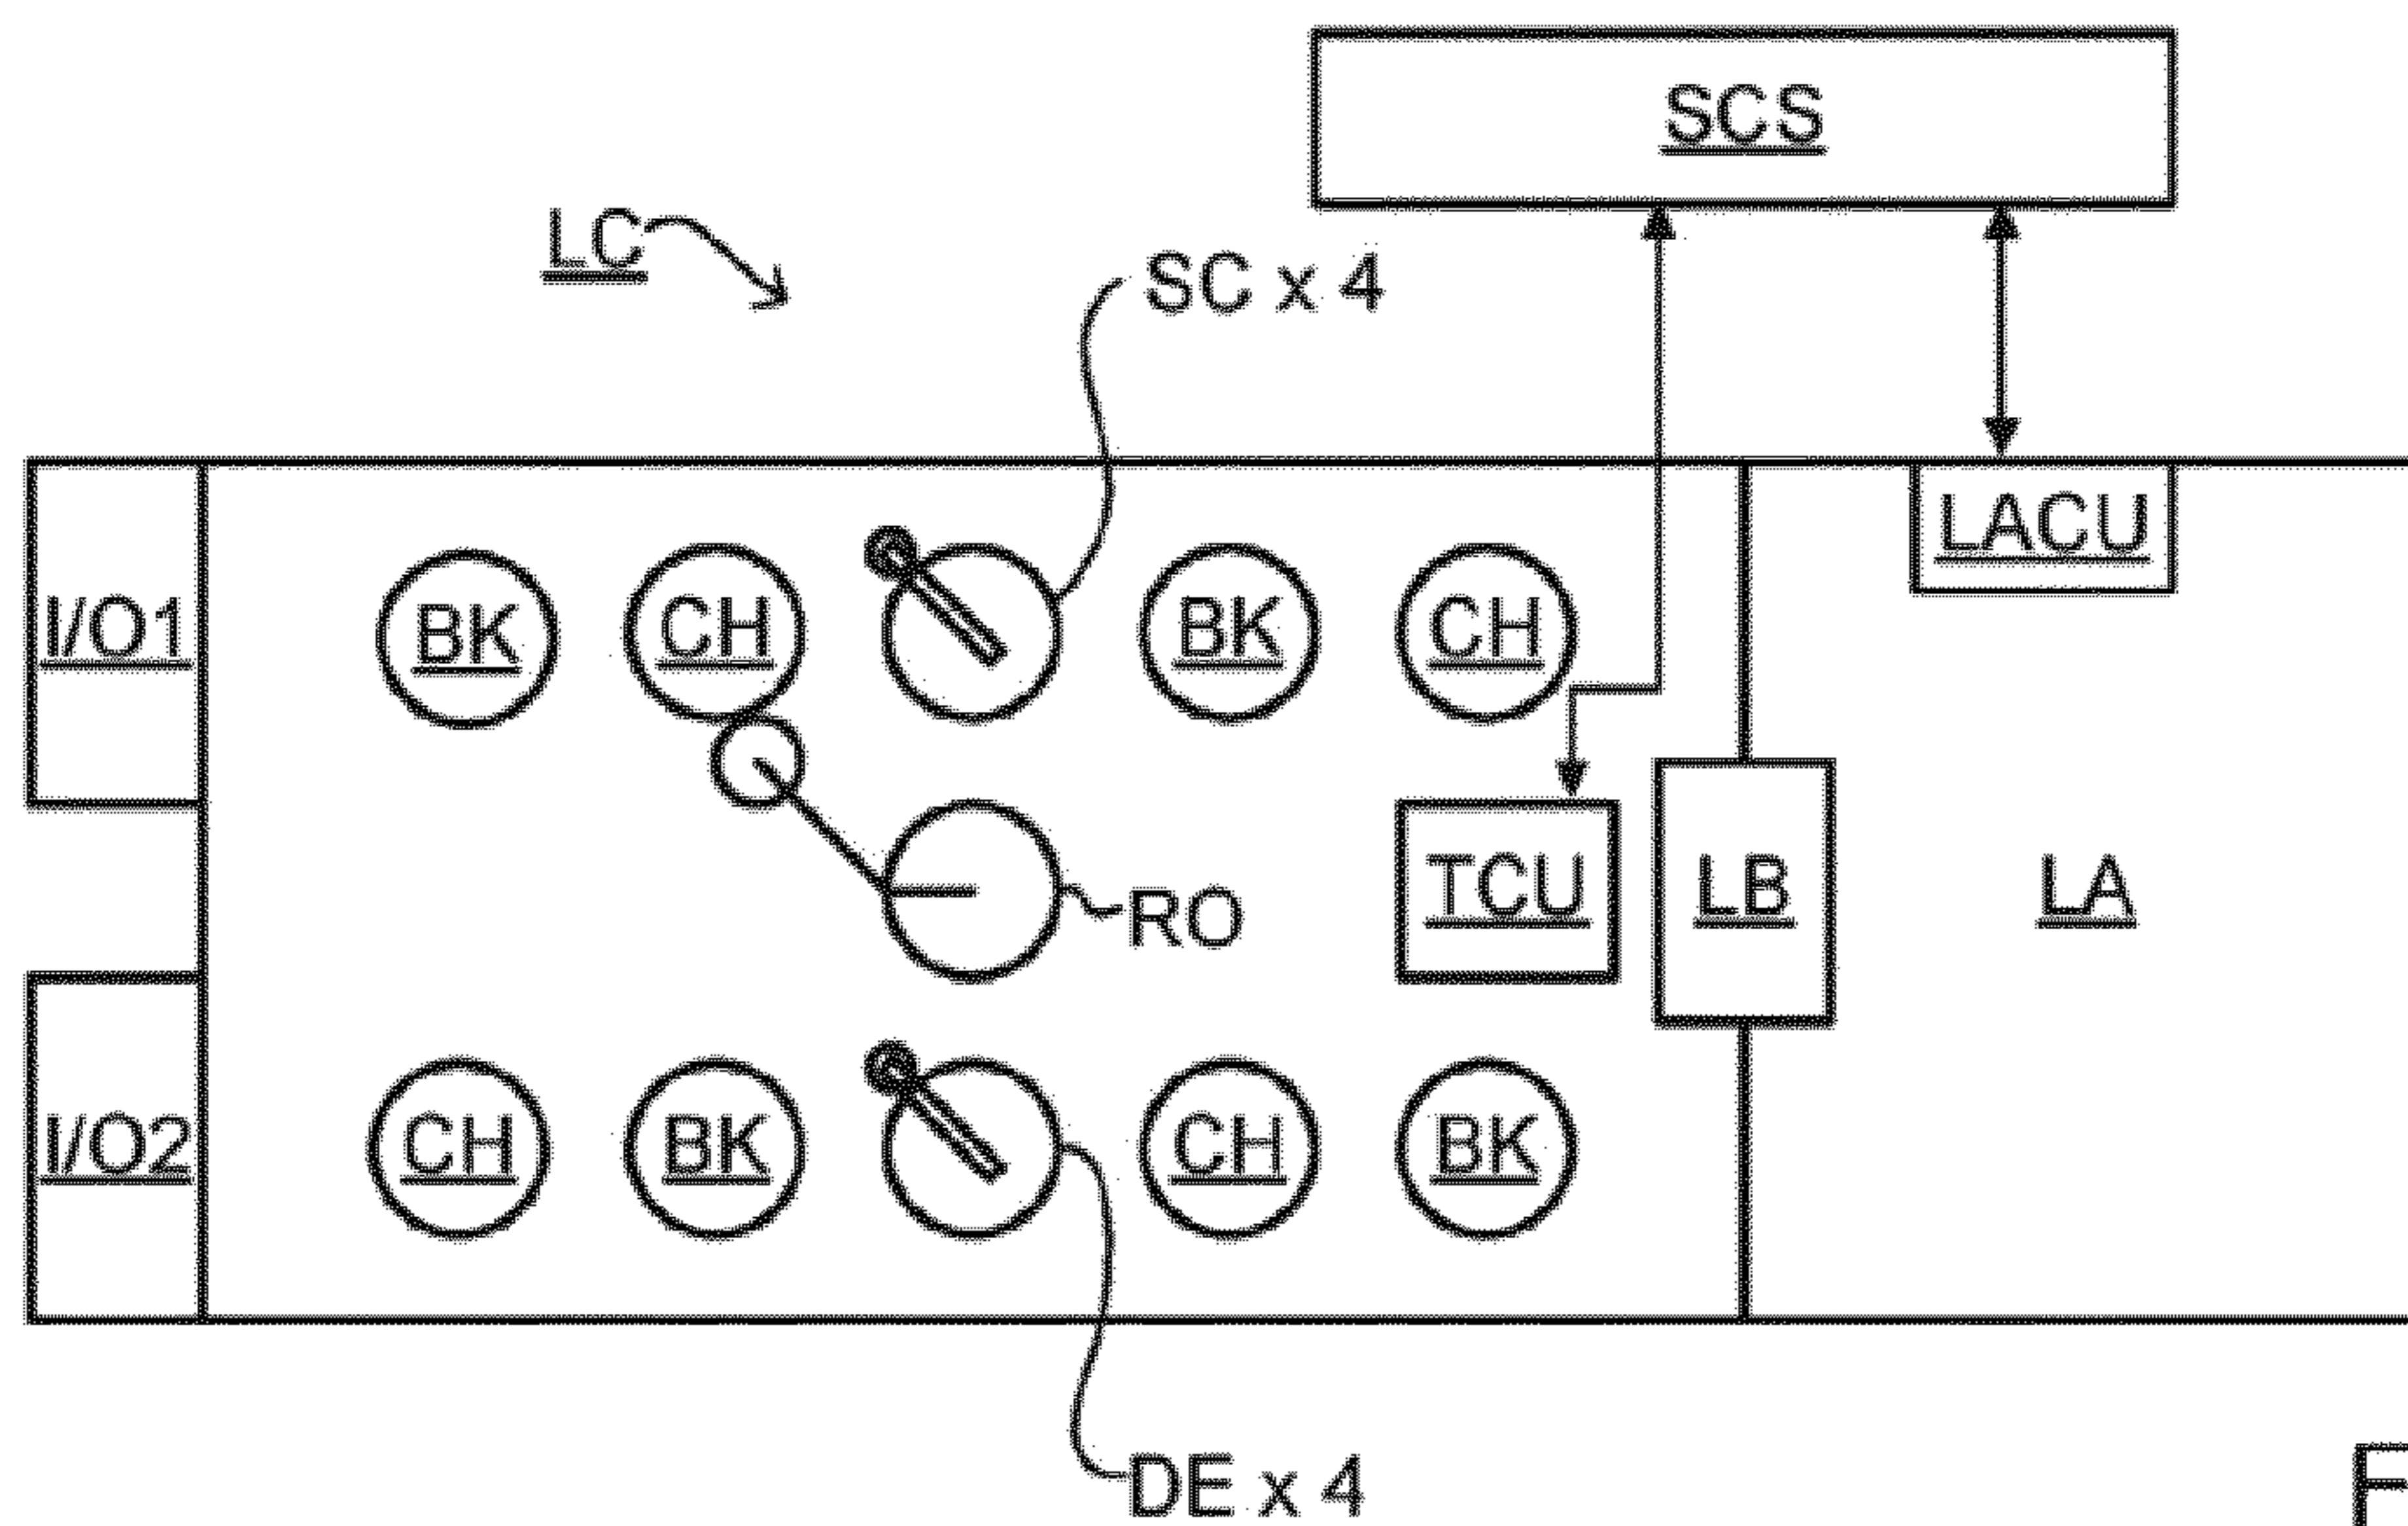 SCS
LC
SC x 4
LACU
I/O1
BK
CH
BK
CH
TCU
LB
LA
RO
I/O2
CH
BK
CH
BK
DE x 4
F